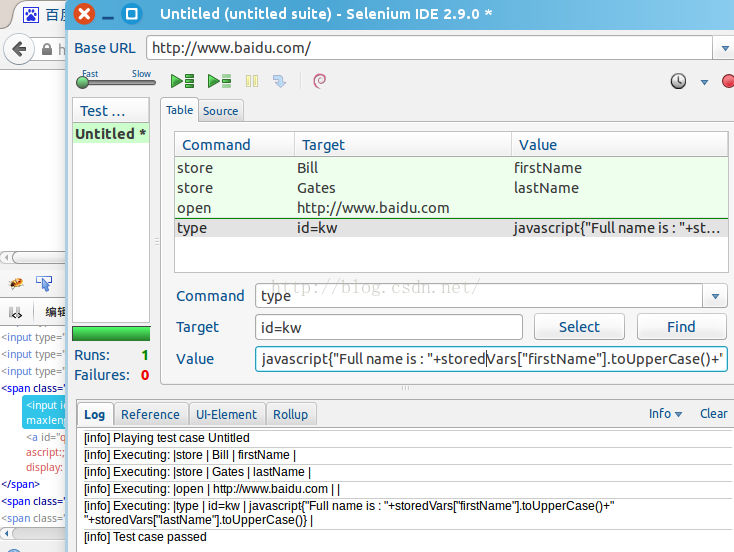 Untitled (untitled suite) - Selenium IDE 2.9.0 *
百度
Base URL http://www.baidu.com/
Fast Slow
Test ...
Untitled *
Table Source
Command Target Value
store Bill firstName
store Gates lastName
open http://www.baidu.com
type id=kw javascript{"Full name is : "+st...
http://blog.csdn.net/
Command type
Target id=kw Select Find
Value javascript{"Full name is : "+storedVars["firstName"].toUpperCase()+"
Runs: 1
Failures: 0
编辑
<input type="
<input type="
<input type="
<span class="
<input id
maxleng
<a id="q
ascript:;
display:
</span>
<span class="
<span class="
Log Reference UI-Element Rollup Info Clear
[info] Playing test case Untitled
[info] Executing: |store | Bill | firstName |
[info] Executing: |store | Gates | lastName |
[info] Executing: |open | http://www.baidu.com | |
[info] Executing: |type | id=kw | javascript{"Full name is : "+storedVars["firstName"].toUpperCase()+"
"+storedVars["lastName"].toUpperCase()} |
[info] Test case passed